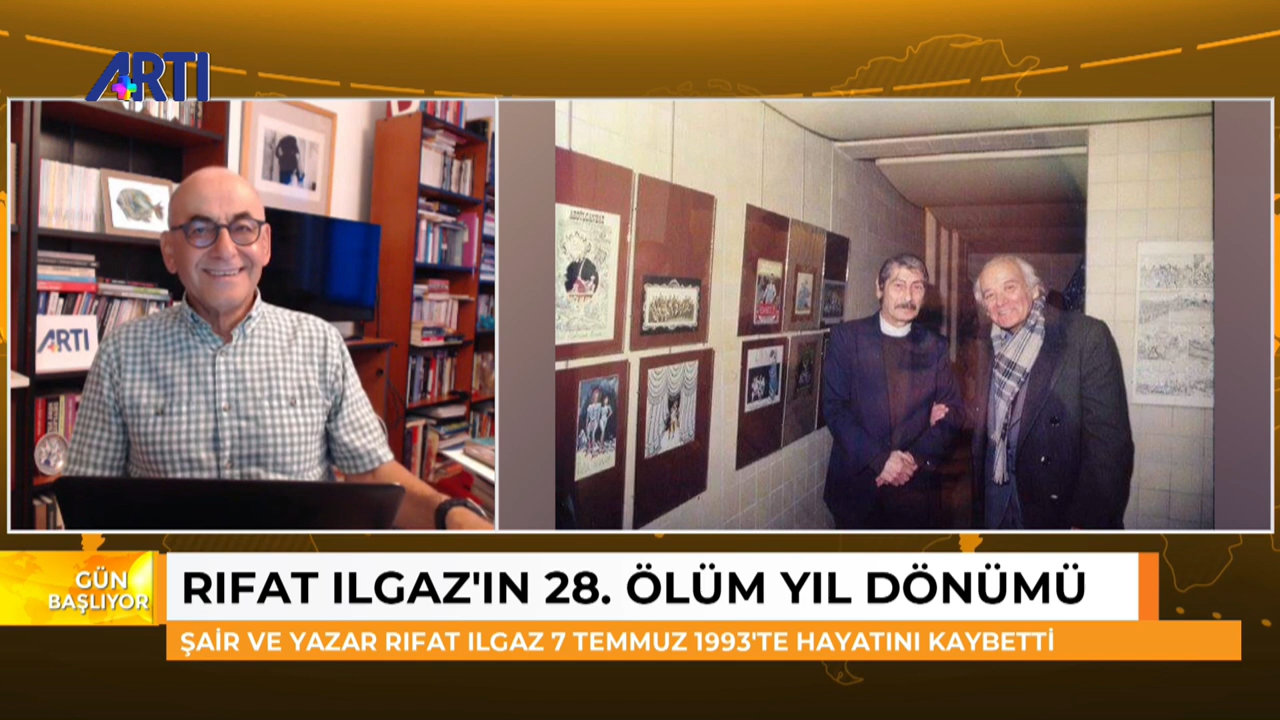 ARTI
ARTI
GÜN
BAŞLIYOR
RIFAT ILGAZ'IN 28. ÖLÜM YIL DÖNÜMÜ
ŞAİR VE YAZAR RIFAT ILGAZ 7 TEMMUZ 1993'TE HAYATINI KAYBETTİ